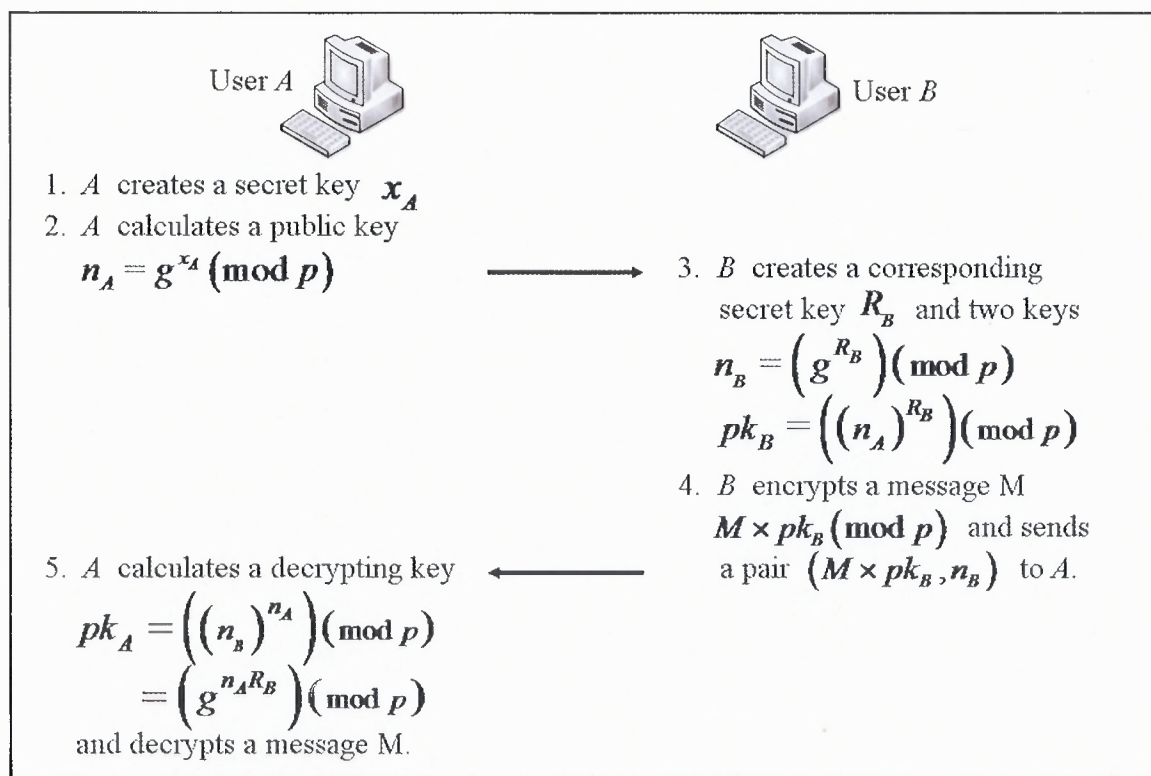 User A
User B
1. A creates a secret key x_A
2. A calculates a public key
n_A = g^{x_A} (mod p)
3. B creates a corresponding
secret key R_B and two keys
n_B = (g^{R_B})(mod p)
pk_B = ((n_A)^{R_B})(mod p)
4. B encrypts a message M
M × pk_B (mod p) and sends
a pair (M × pk_B, n_B) to A.
5. A calculates a decrypting key
pk_A = ((n_B)^{n_A})(mod p)
= (g^{n_A R_B})(mod p)
and decrypts a message M.